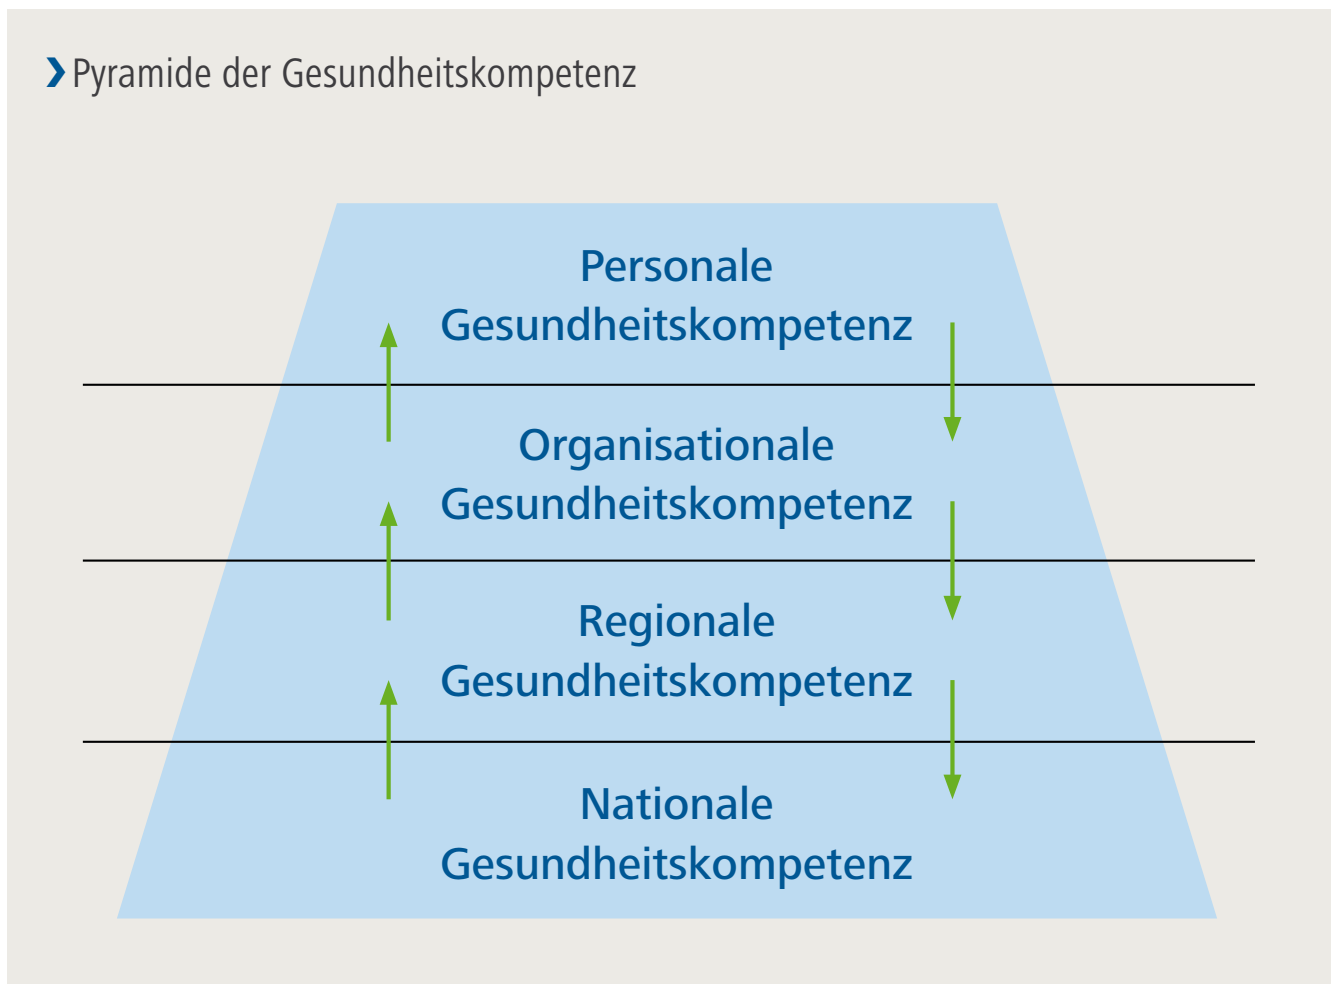 Pyramide der Gesundheitskompetenz
Personale
Gesundheitskompetenz
Organisationale
Gesundheitskompetenz
Regionale
Gesundheitskompetenz
Nationale
Gesundheitskompetenz